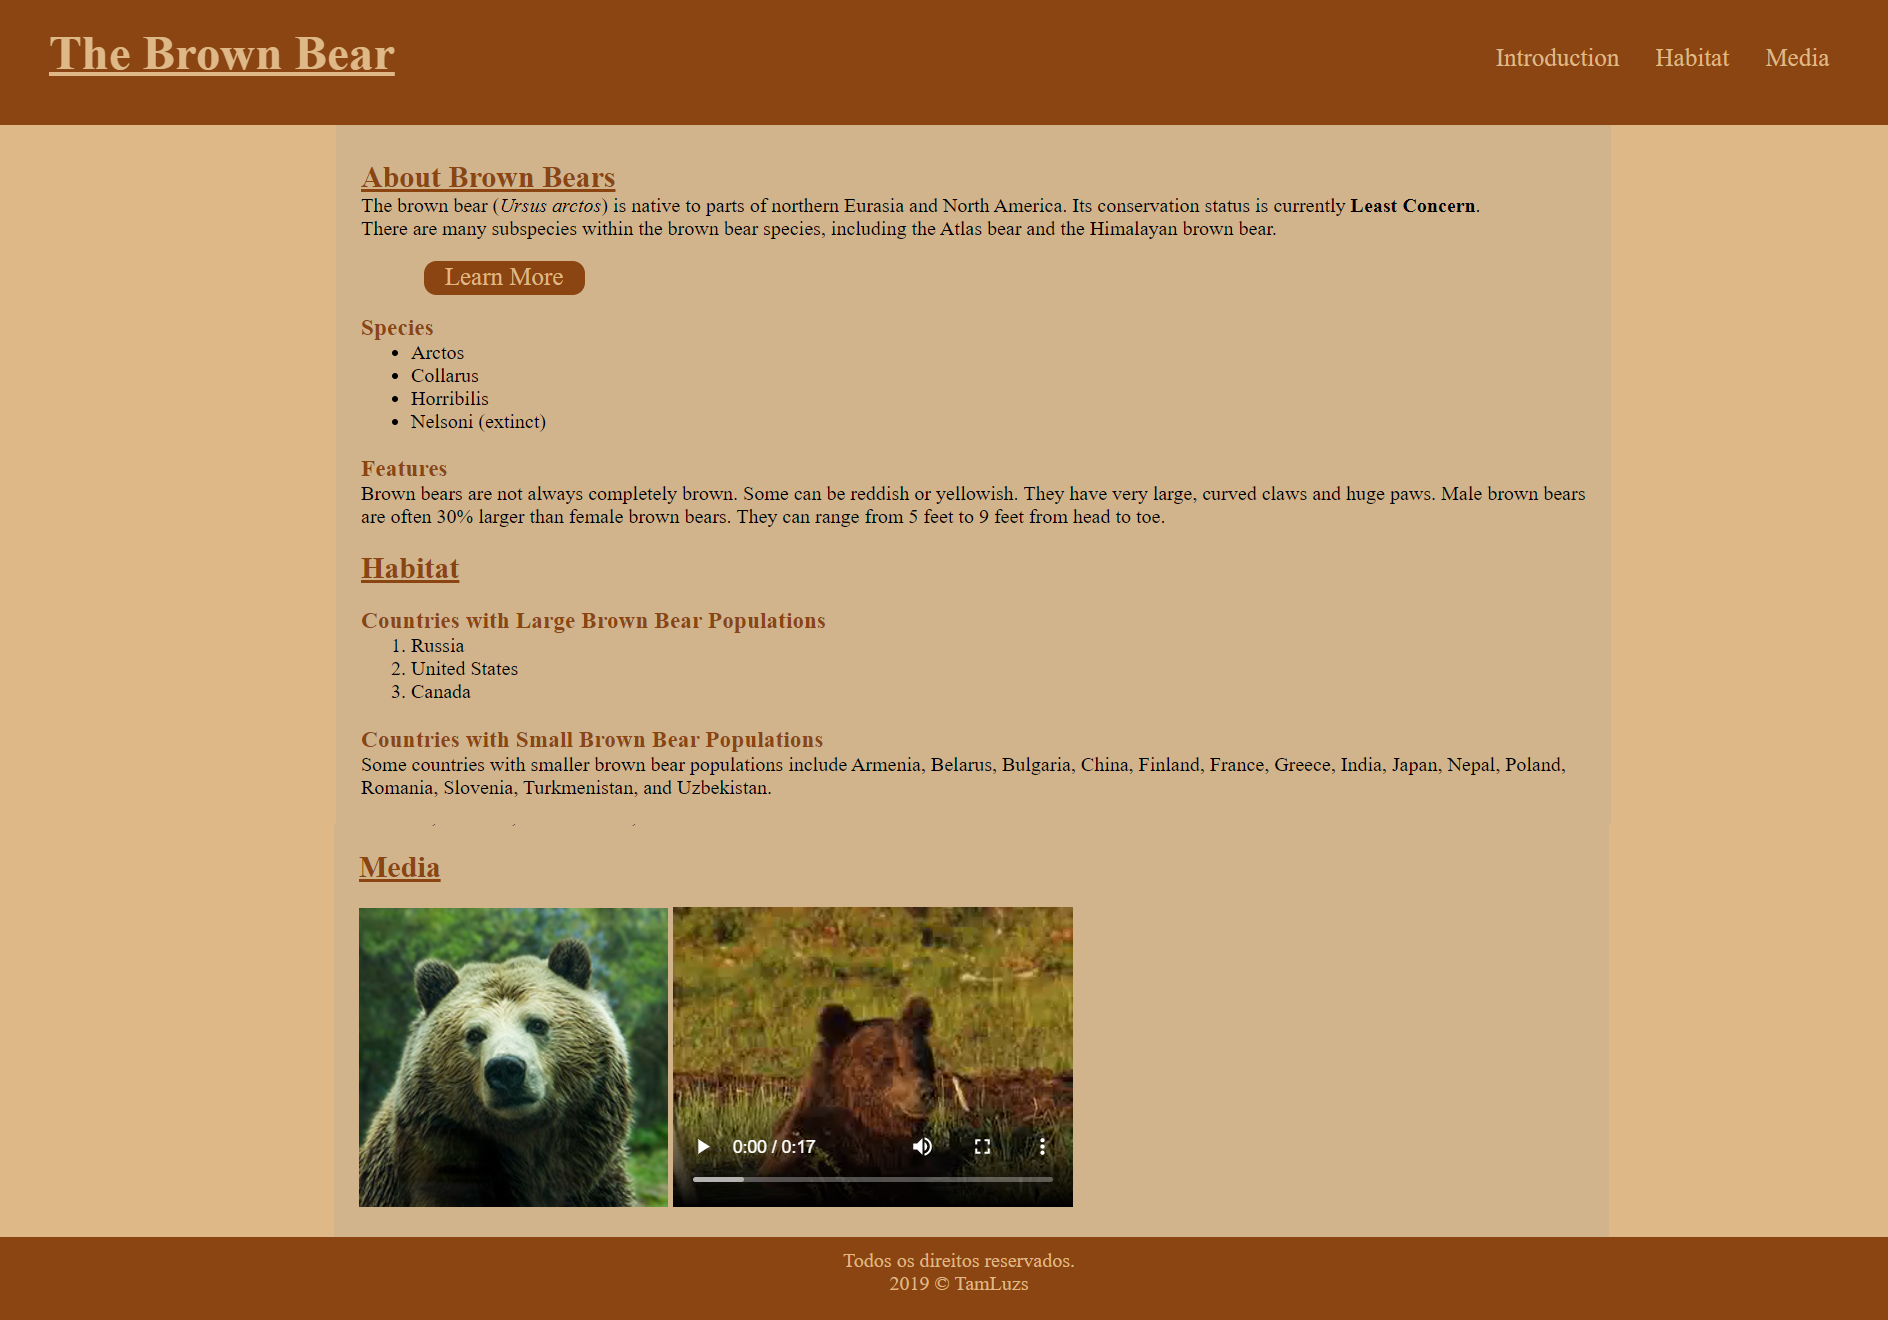 The Brown Bear
Introduction Habitat Media
About Brown Bears
The brown bear (Ursus arctos) is native to parts of northern Eurasia and North America. Its conservation status is currently Least Concern.
There are many subspecies within the brown bear species, including the Atlas bear and the Himalayan brown bear.
Learn More
Species
• Arctos
• Collarus
• Horribilis
• Nelsoni (extinct)
Features
Brown bears are not always completely brown. Some can be reddish or yellowish. They have very large, curved claws and huge paws. Male brown bears
are often 30% larger than female brown bears. They can range from 5 feet to 9 feet from head to toe.
Habitat
Countries with Large Brown Bear Populations
1. Russia
2. United States
3. Canada
Countries with Small Brown Bear Populations
Some countries with smaller brown bear populations include Armenia, Belarus, Bulgaria, China, Finland, France, Greece, India, Japan, Nepal, Poland,
Romania, Slovenia, Turkmenistan, and Uzbekistan.
Media
0:00 / 0:17
Todos os direitos reservados.
2019 © TamLuzs